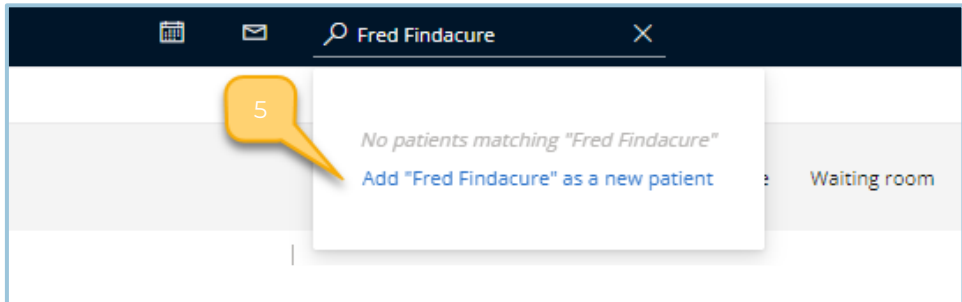 Fred Findacure
5
No patients matching "Fred Findacure"
Add "Fred Findacure" as a new patient
Waiting room